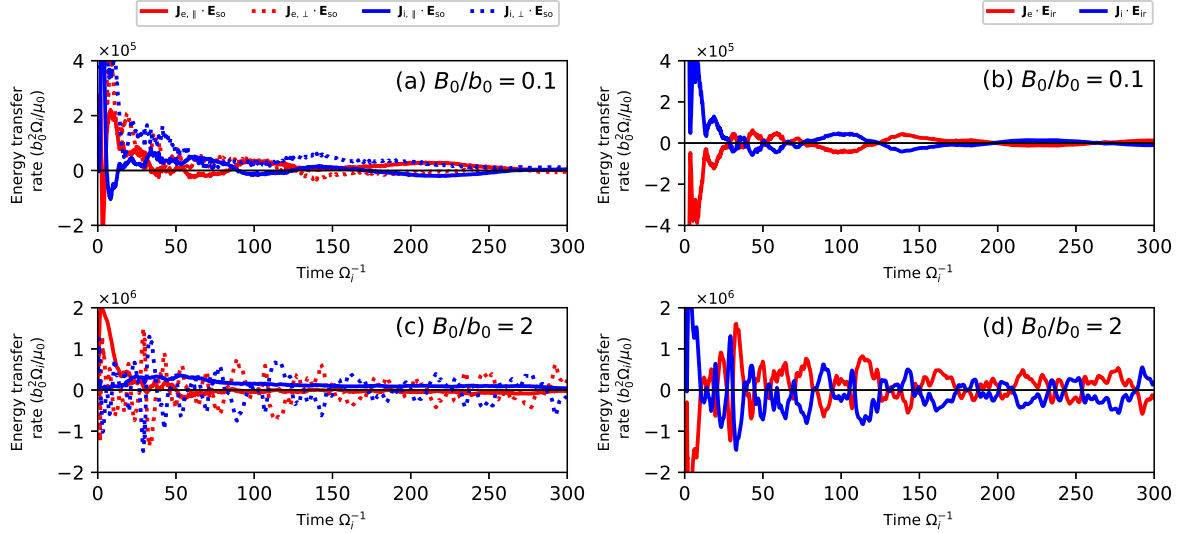 J_{e, ∥} · E_{so} J_{e, ⊥} · E_{so} J_{i, ∥} · E_{so} J_{i, ⊥} · E_{so}
J_e · E_{ir} J_i · E_{ir}
×10^5
(a) B_0/b_0 = 0.1
4
2
0
−2
Energy transfer
rate (b_0^2Ω_i/μ_0)
0 50 100 150 200 250 300
Time Ω_i^{−1}
×10^5
(b) B_0/b_0 = 0.1
4
2
0
−2
−4
Energy transfer
rate (b_0^2Ω_i/μ_0)
0 50 100 150 200 250 300
Time Ω_i^{−1}
×10^6
(c) B_0/b_0 = 2
2
1
0
−1
−2
Energy transfer
rate (b_0^2Ω_i/μ_0)
0 50 100 150 200 250 300
Time Ω_i^{−1}
×10^6
(d) B_0/b_0 = 2
2
1
0
−1
−2
Energy transfer
rate (b_0^2Ω_i/μ_0)
0 50 100 150 200 250 300
Time Ω_i^{−1}